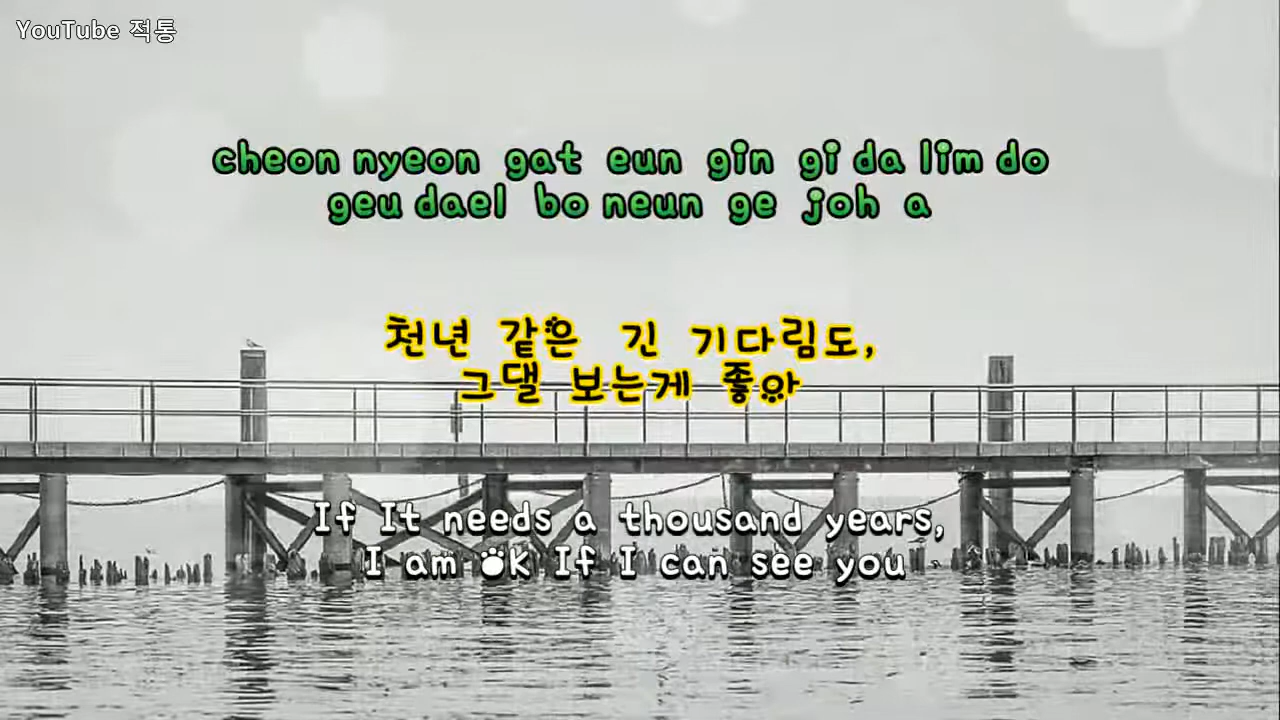 YouTube 적통
cheon nyeon gat eun gin gi da lim do
geu dael bo neun ge joh a
천년 같은 긴 기다림도,
그댈 보는게 좋아
If It needs a thousand years,
I am OK If I can see you